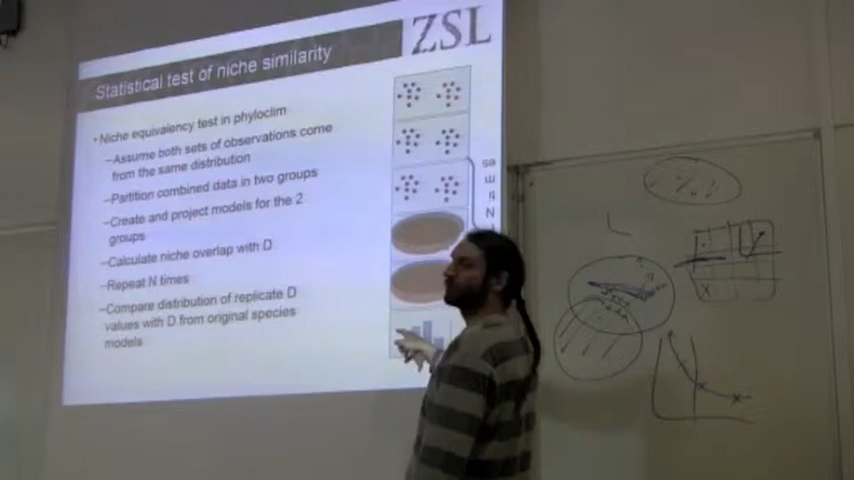 ZSL
Statistical test of niche similarity
• Niche equivalency test in phyloclim
–Assume both sets of observations come
from the same distribution
–Partition combined data in two groups
–Create and project models for the 2
groups
–Calculate niche overlap with D
–Repeat N times
–Compare distribution of replicate D
values with D from original species
models